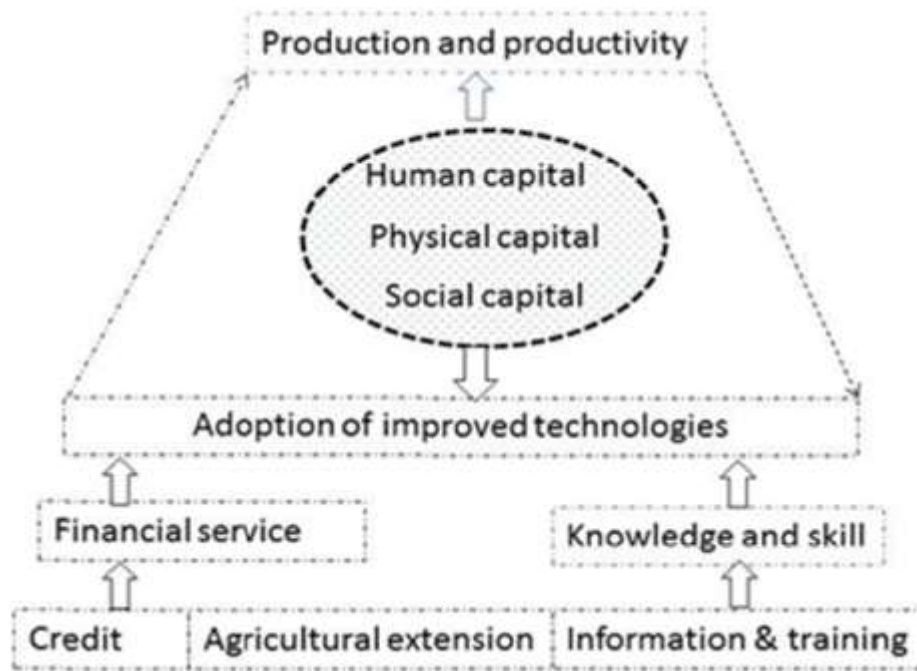 Production and productivity
Human capital
Physical capital
Social capital
Adoption of improved technologies
Financial service
Knowledge and skill
Credit
Agricultural extension
Information & training